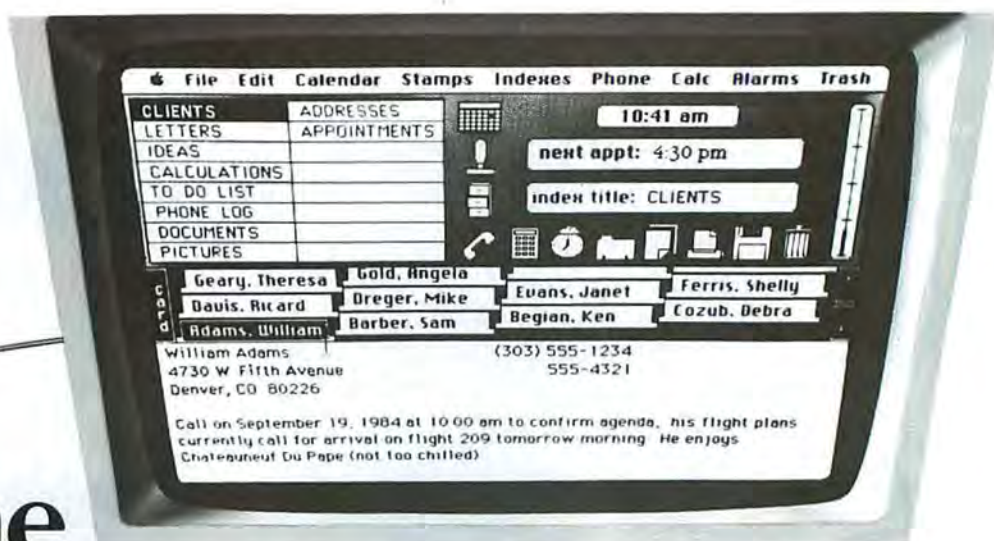 File Edit Calendar Stamps Indexes Phone Calc Alarms Trash
CLIENTS ADDRESSES
LETTERS APPOINTMENTS
IDEAS
CALCULATIONS
TO DO LIST
PHONE LOG
DOCUMENTS
PICTURES
10:41 am
next appt: 4:30 pm
index title: CLIENTS
Card
Geary, Theresa Gold, Angela Evans, Janet Ferris, Shelly
Davis, Ricard Dreger, Mike Begian, Ken Cozub, Debra
Adams, William Barber, Sam
William Adams (303) 555-1234
4730 W Fifth Avenue 555-4321
Denver, CO 80226
Call on September 19, 1984 at 10:00 am to confirm agenda, his flight plans
currently call for arrival on flight 209 tomorrow morning He enjoys
Chateauneuf Du Pape (not too chilled)